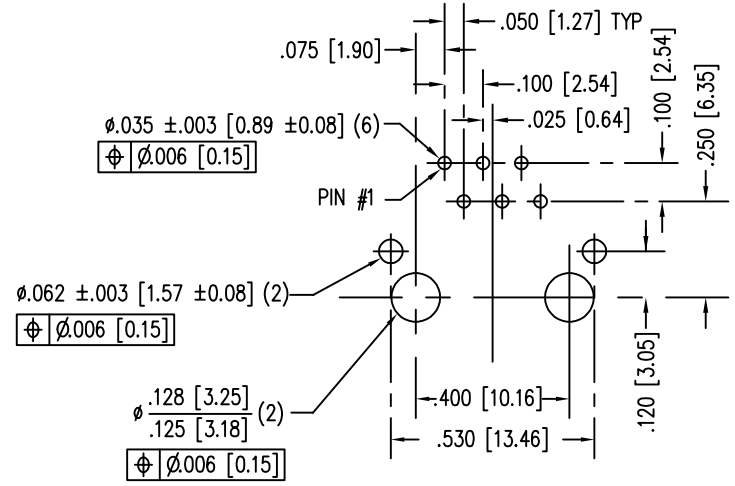 .050 [1.27] TYP
.075 [1.90]
.100 [2.54]
.025 [0.64]
.100 [2.54]
.250 [6.35]
ø.035 ±.003 [0.89 ±0.08] (6)
⌖ Ø.006 [0.15]
PIN #1
ø.062 ±.003 [1.57 ±0.08] (2)
⌖ Ø.006 [0.15]
ø .128 [3.25]
.125 [3.18] (2)
⌖ Ø.006 [0.15]
.400 [10.16]
.530 [13.46]
.120 [3.05]